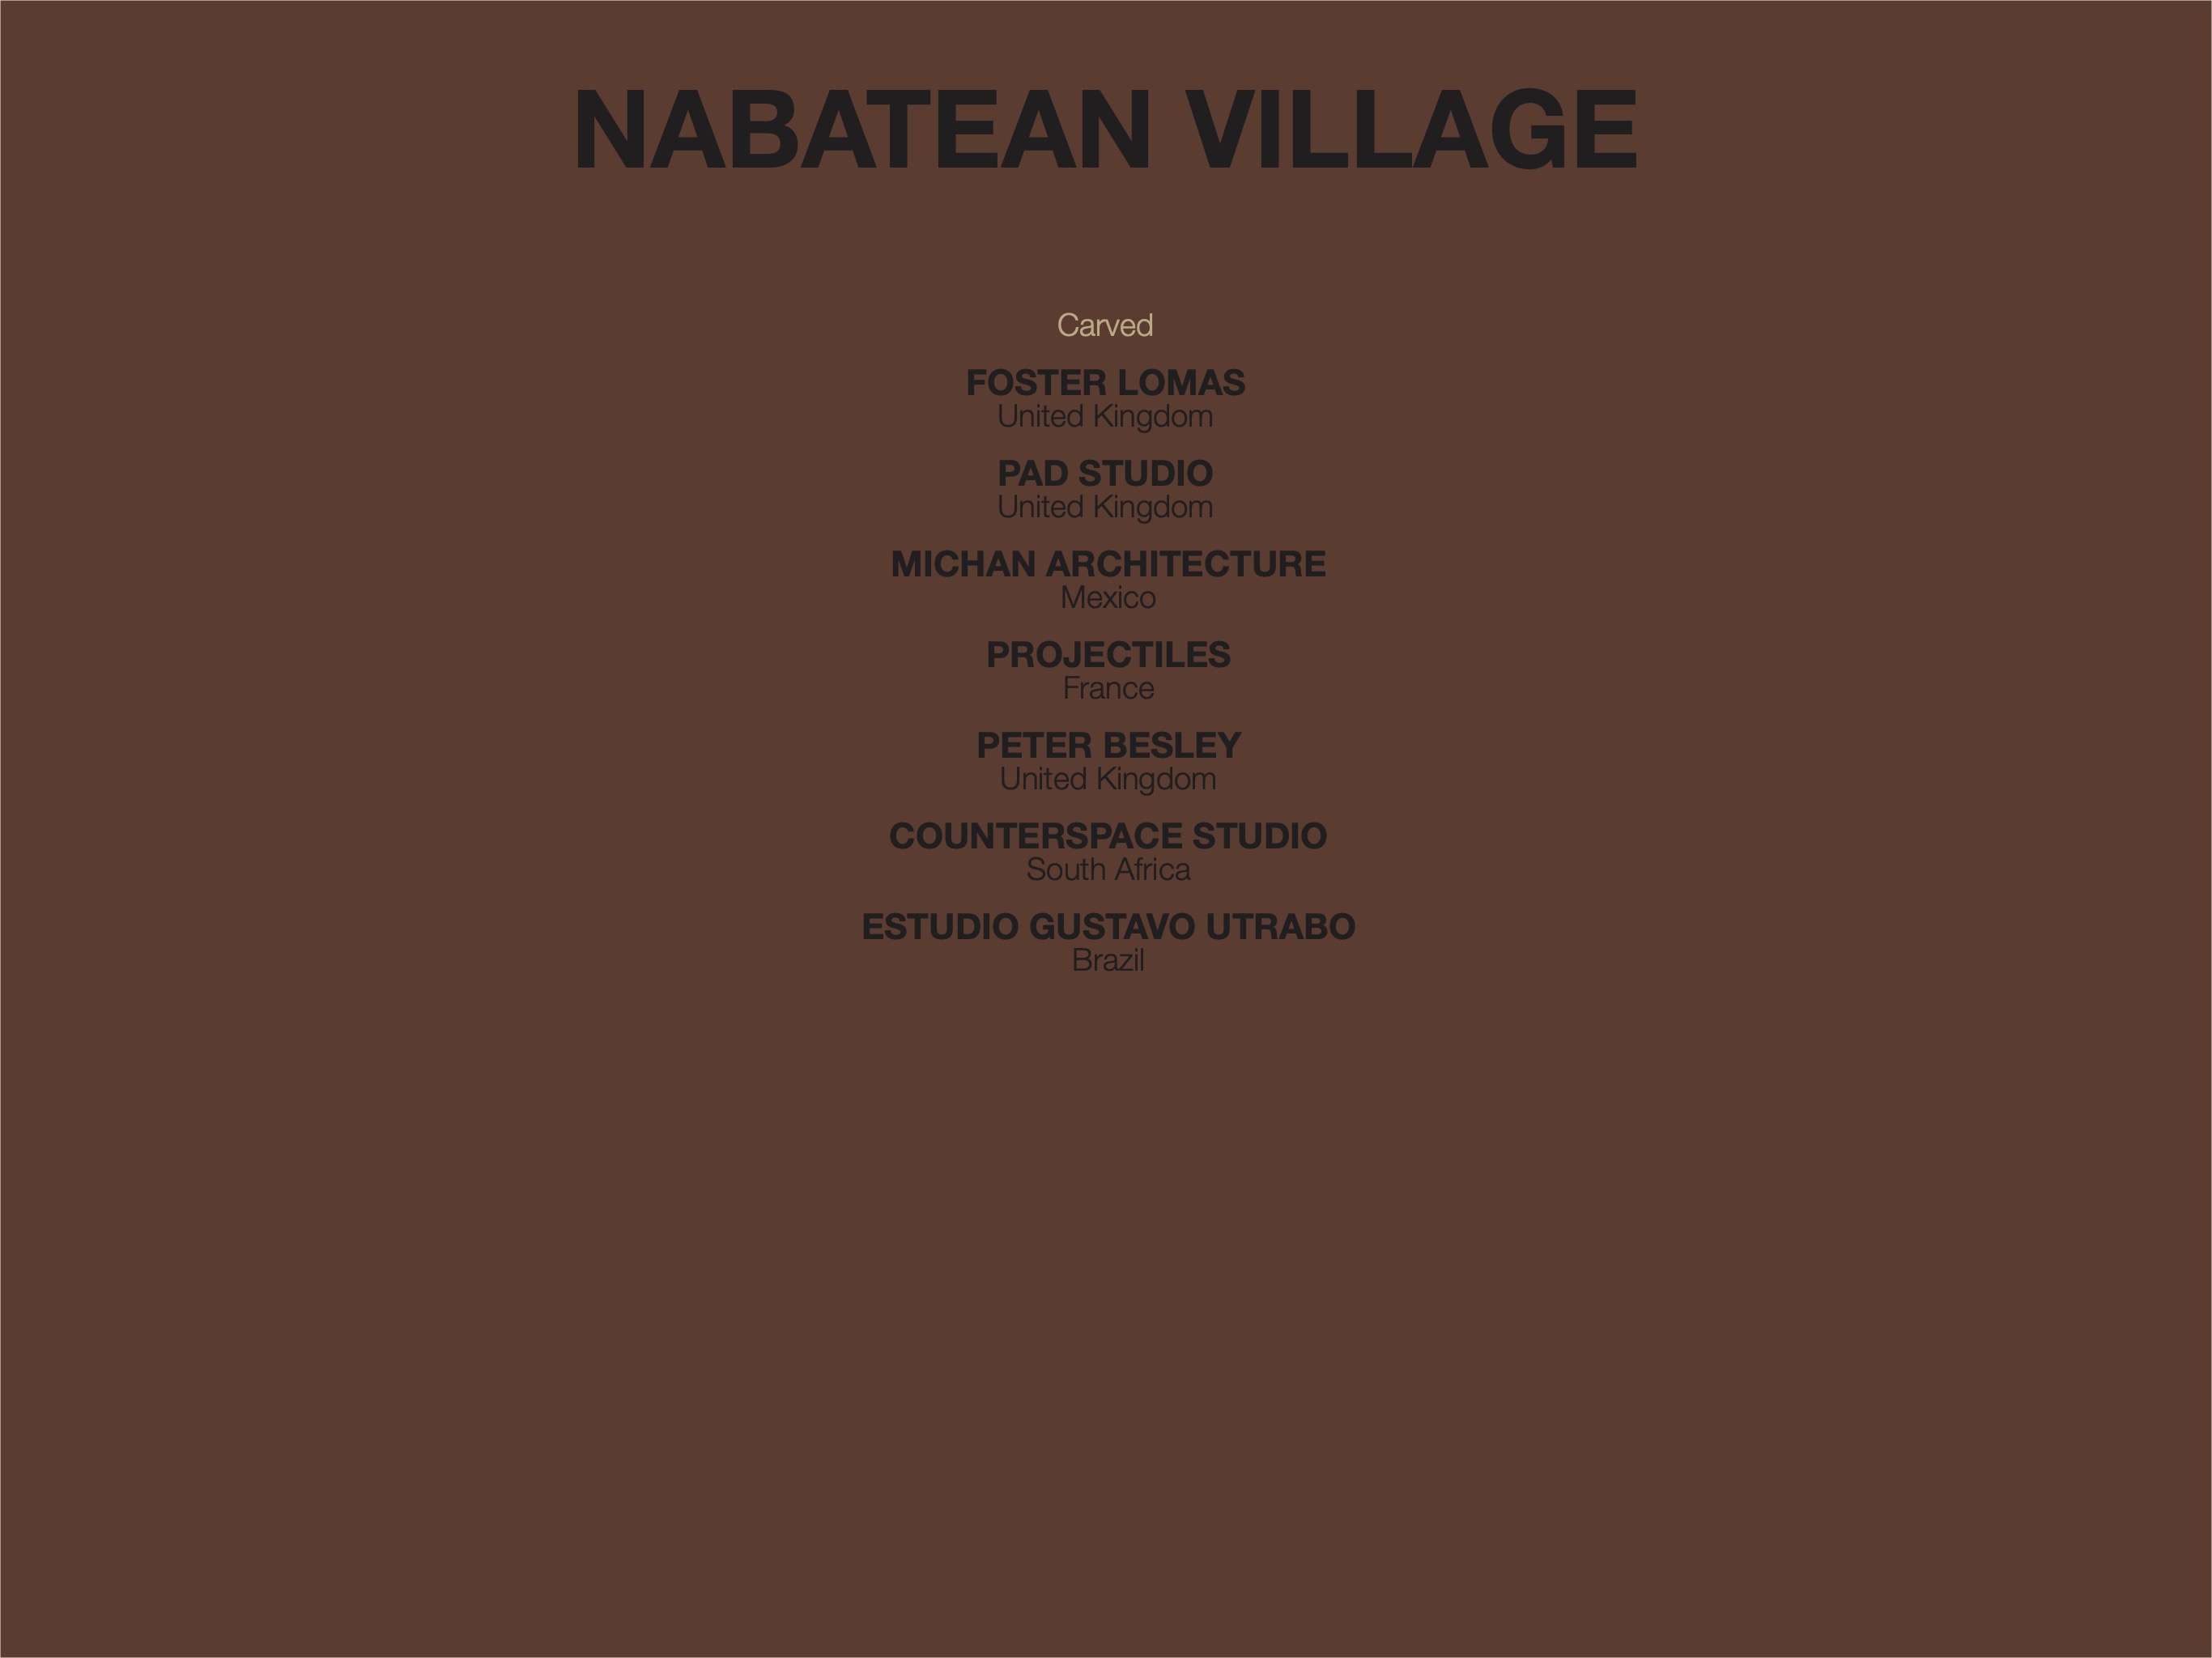 NABATEAN VILLAGE
Carved
FOSTER LOMAS
United Kingdom
PAD STUDIO
United Kingdom
MICHAN ARCHITECTURE
Mexico
PROJECTILES
France
PETER BESLEY
United Kingdom
COUNTERSPACE STUDIO
South Africa
ESTUDIO GUSTAVO UTRABO
Brazil